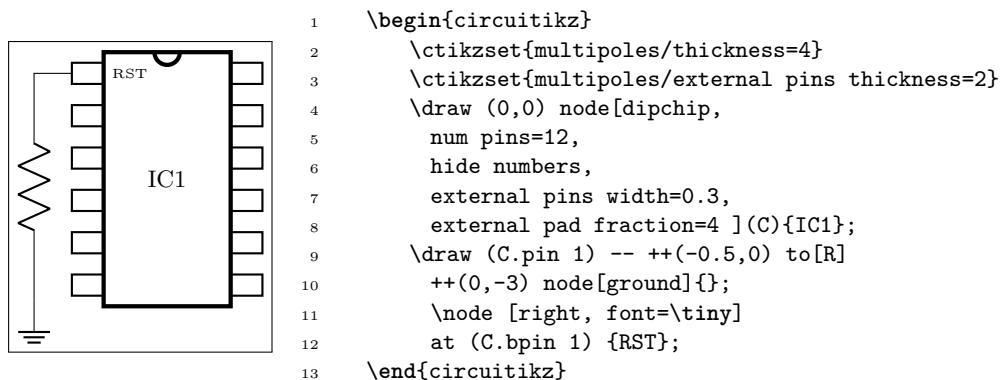 RST
IC1
1 \begin{circuitikz}
2 \ctikzset{multipoles/thickness=4}
3 \ctikzset{multipoles/external pins thickness=2}
4 \draw (0,0) node[dipchip,
5 num pins=12,
6 hide numbers,
7 external pins width=0.3,
8 external pad fraction=4 ](C){IC1};
9 \draw (C.pin 1) -- ++(-0.5,0) to[R]
10 ++(0,-3) node[ground]{};
11 \node [right, font=\tiny]
12 at (C.bpin 1) {RST};
13 \end{circuitikz}